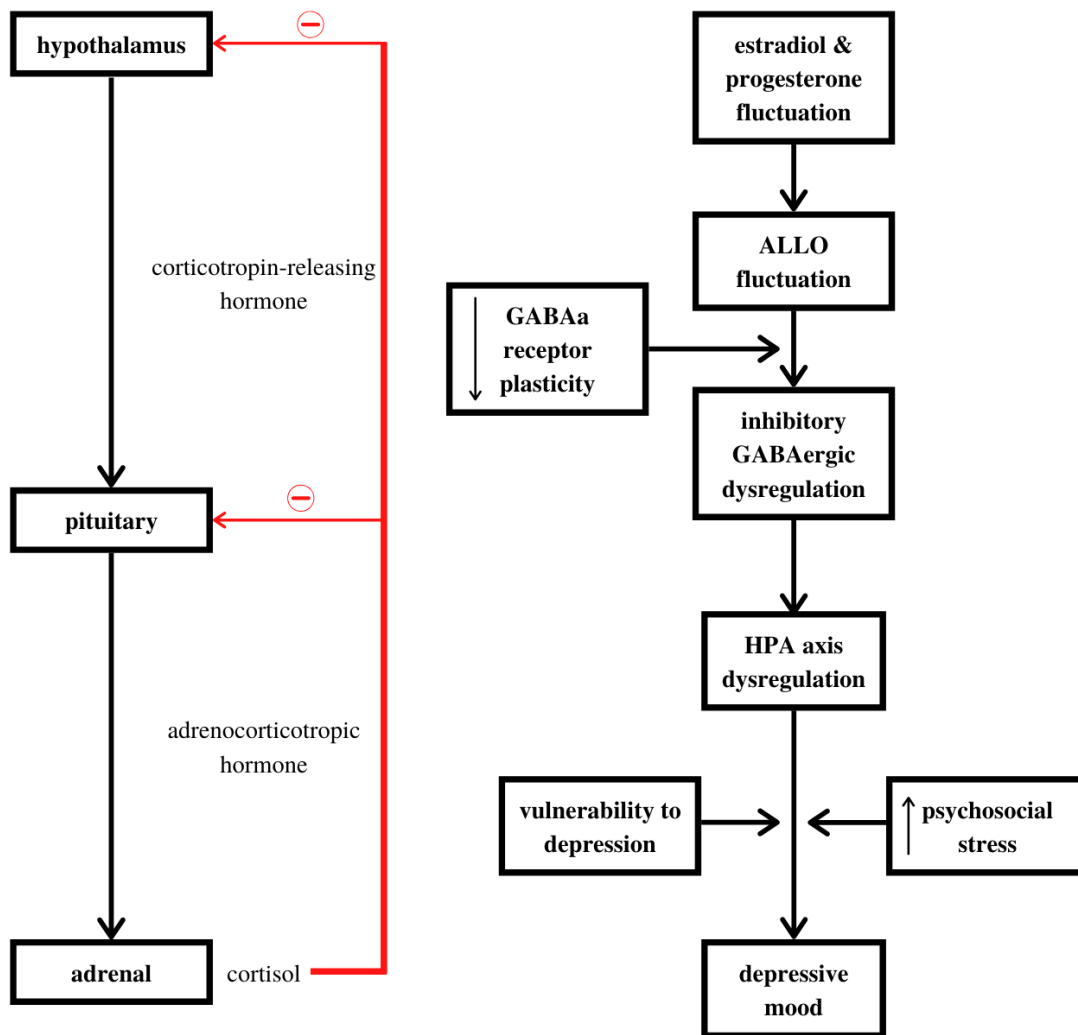 hypothalamus
corticotropin-releasing
hormone
pituitary
adrenocorticotropic
hormone
adrenal
cortisol
estradiol &
progesterone
fluctuation
ALLO
fluctuation
GABAa
receptor
plasticity
inhibitory
GABAergic
dysregulation
HPA axis
dysregulation
vulnerability to
depression
psychosocial
stress
depressive
mood